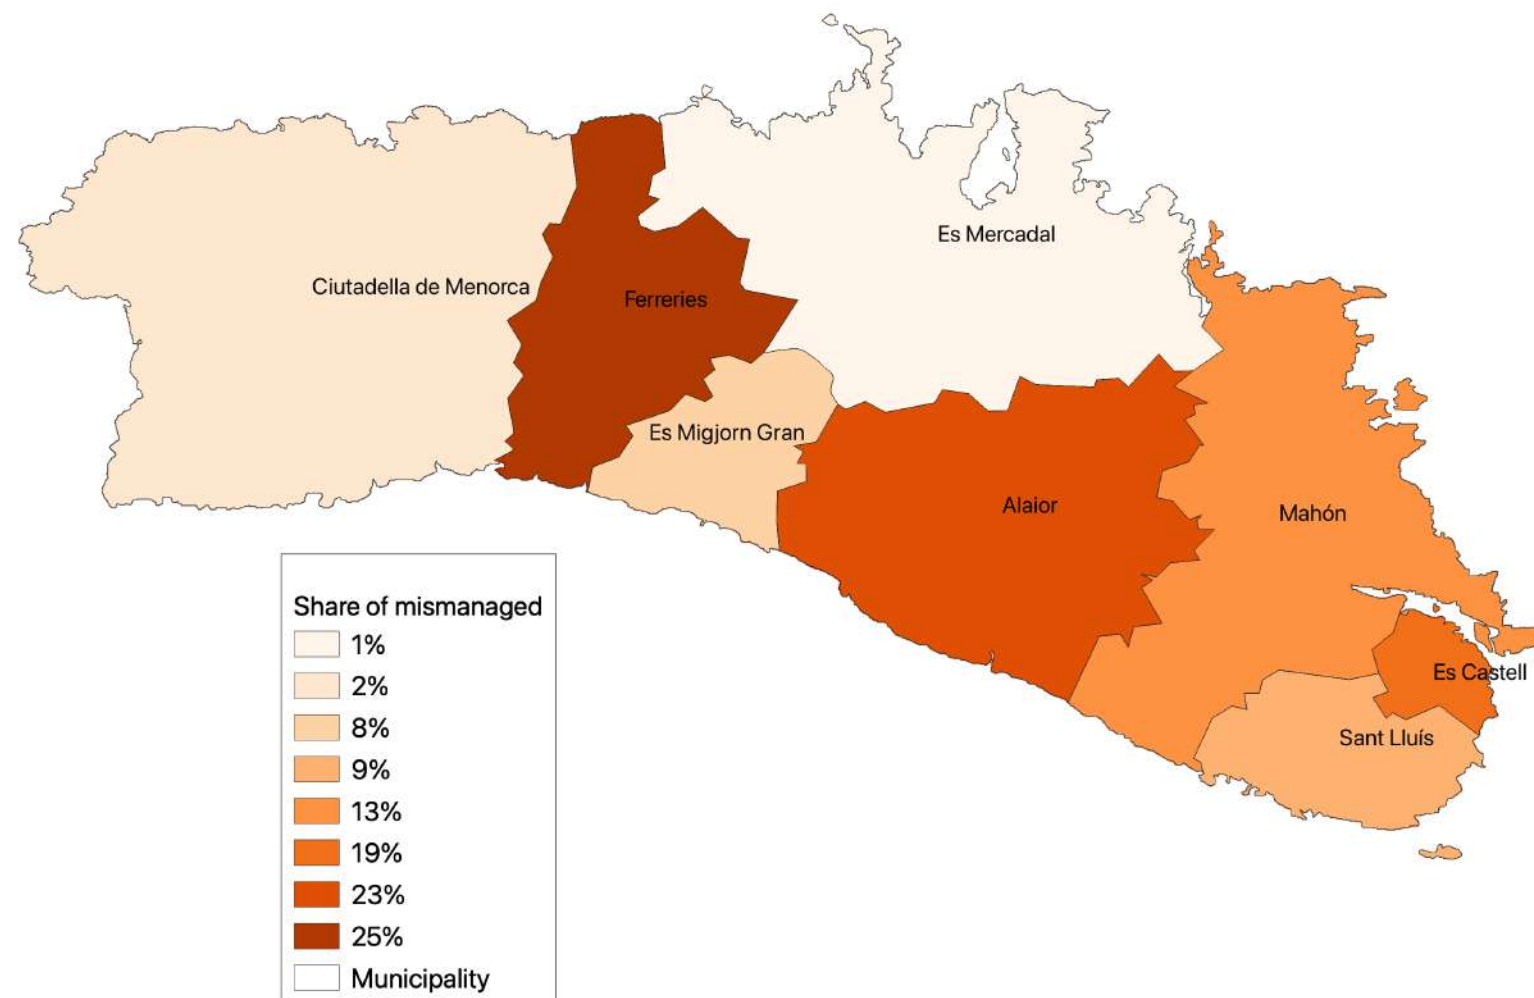 Es Mercadal
Ciutadella de Menorca
Ferreries
Es Migjorn Gran
Alaior
Mahón
Es Castell
Sant Lluís
Share of mismanaged
1%
2%
8%
9%
13%
19%
23%
25%
Municipality